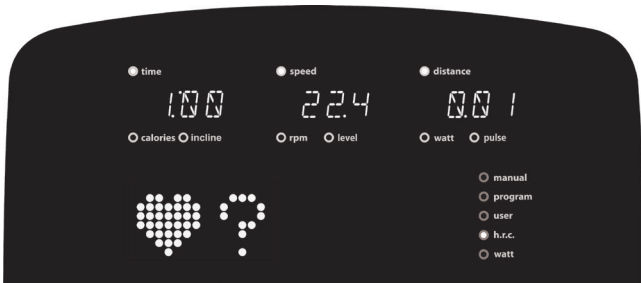 time speed distance
1:00 22.4 0.01
calories incline rpm level watt pulse
manual
program
user
h.r.c.
watt
?